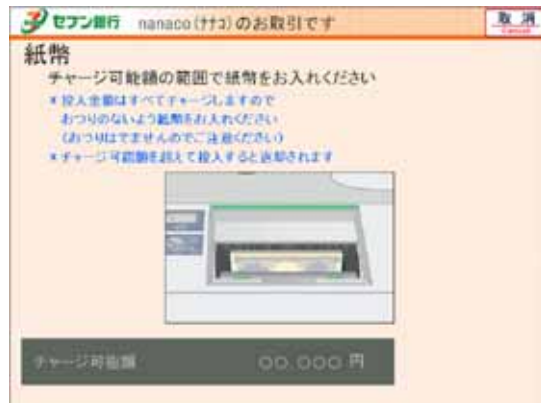 セブン銀行 nanaco(ナナコ)のお取引です
取消
Cancel
紙幣
チャージ可能額の範囲で紙幣をお入れください
*投入金額はすべてチャージしますので
おつりのないよう紙幣をお入れください
(おつりはでませんのでご注意ください)
*チャージ可能額を超えて投入すると返却されます
チャージ可能額 〇〇,〇〇〇 円